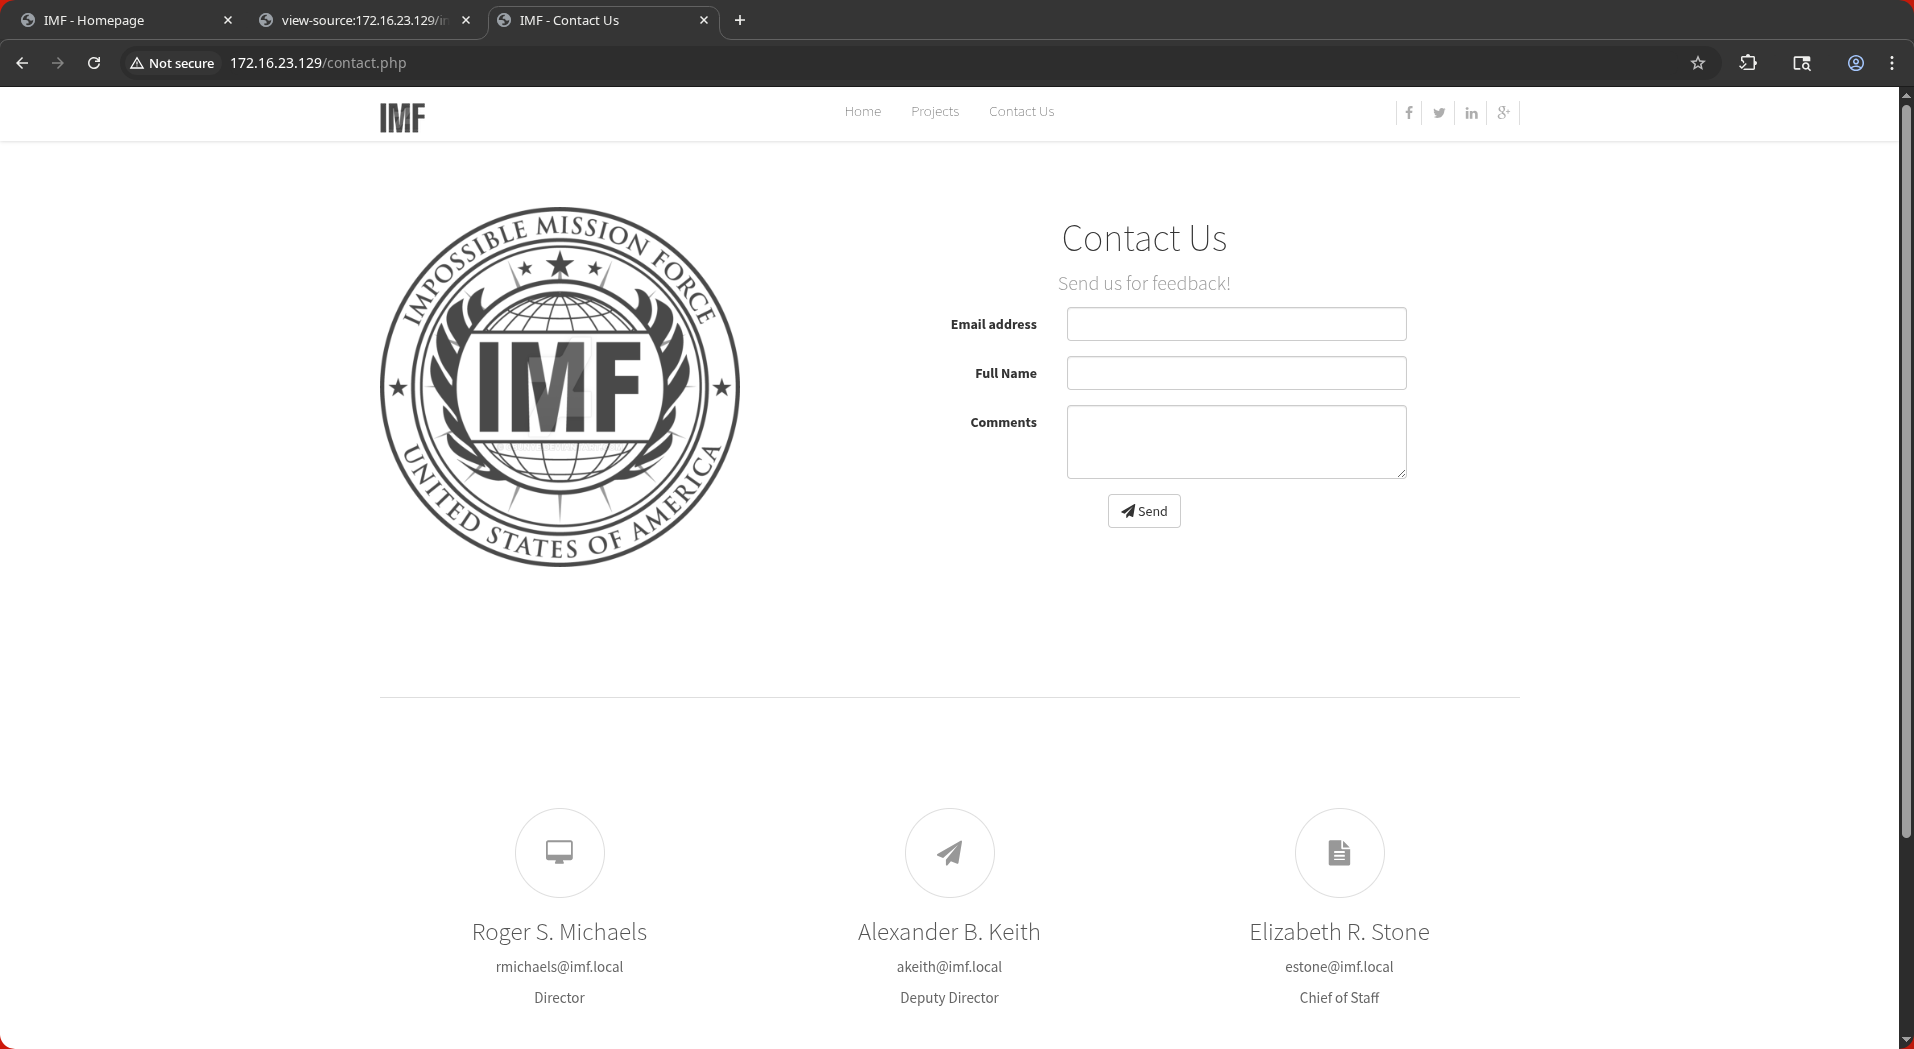 IMF - Homepage
view-source:172.16.23.129/in
IMF - Contact Us
Not secure
172.16.23.129/contact.php
IMF
Home
Projects
Contact Us
IMPOSSIBLE MISSION FORCE
IMF
UNITED STATES OF AMERICA
Contact Us
Send us for feedback!
Email address
Full Name
Comments
Send
Roger S. Michaels
Alexander B. Keith
Elizabeth R. Stone
rmichaels@imf.local
akeith@imf.local
estone@imf.local
Director
Deputy Director
Chief of Staff